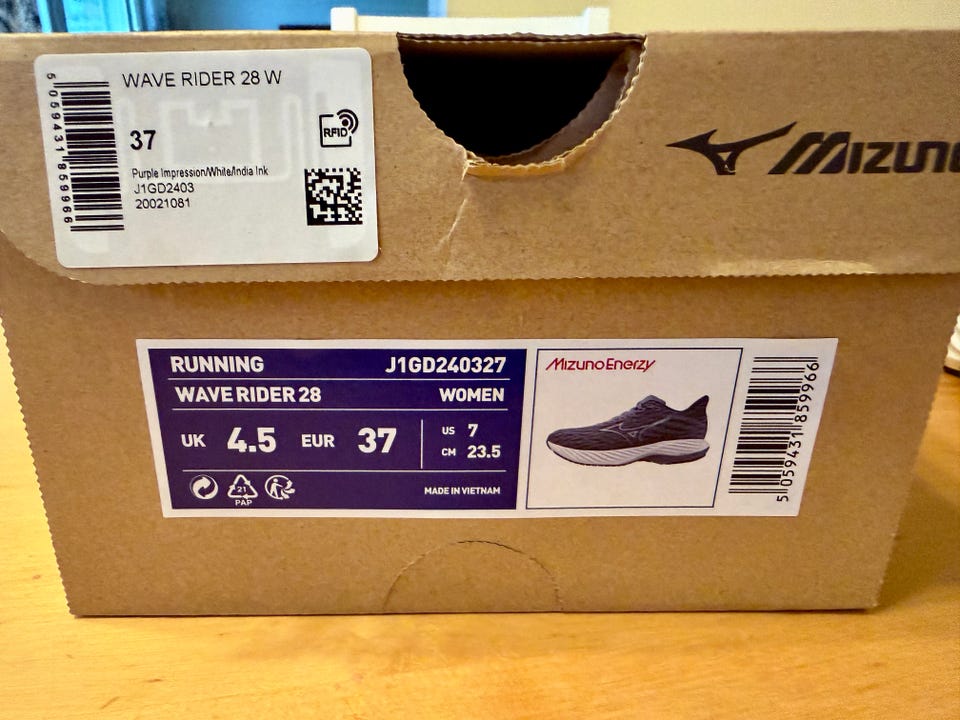 WAVE RIDER 28 W
37
RFID
Purple Impression/White/India Ink
J1GD2403
20021081
5059431859966
MIZUNO
RUNNING J1GD240327
WAVE RIDER 28 WOMEN
UK 4.5 EUR 37 US 7
CM 23.5
21
PAP
MADE IN VIETNAM
MizunoEnerzy
5 059431 859966